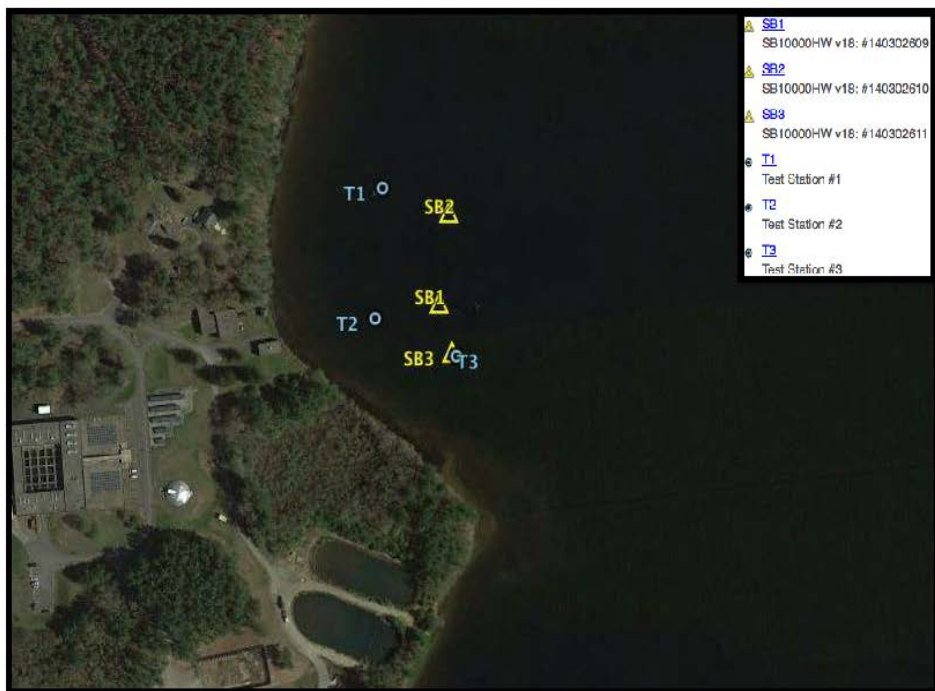 SB1
SB10000HW v18: #140302609
SB2
SB10000HW v18: #140302610
SB3
SB10000HW v18: #140302611
T1
Test Station #1
T2
Test Station #2
T3
Test Station #3
T1
SB2
SB1
T2
SB3
T3